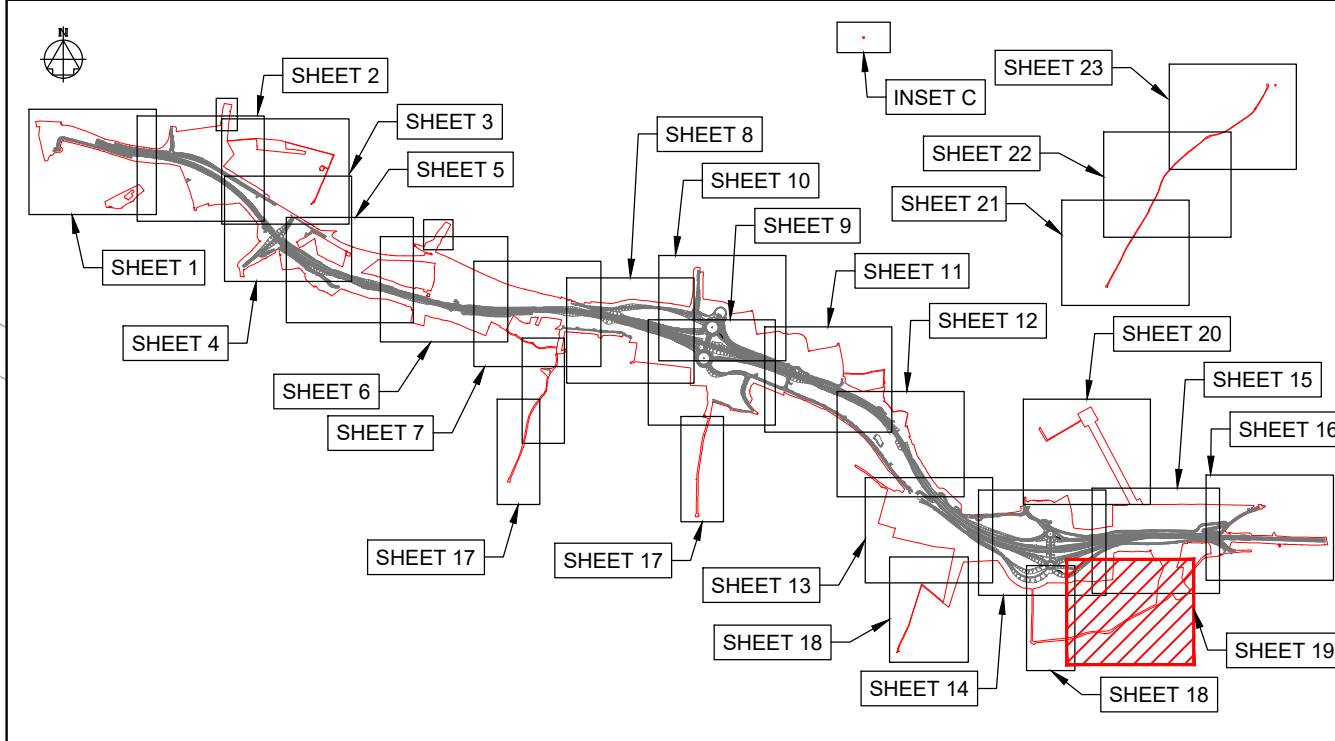 N
SHEET 2
SHEET 3
SHEET 5
SHEET 8
SHEET 10
SHEET 9
SHEET 11
SHEET 12
INSET C
SHEET 23
SHEET 22
SHEET 21
SHEET 1
SHEET 4
SHEET 6
SHEET 7
SHEET 20
SHEET 15
SHEET 16
SHEET 17
SHEET 17
SHEET 13
SHEET 18
SHEET 14
SHEET 18
SHEET 19